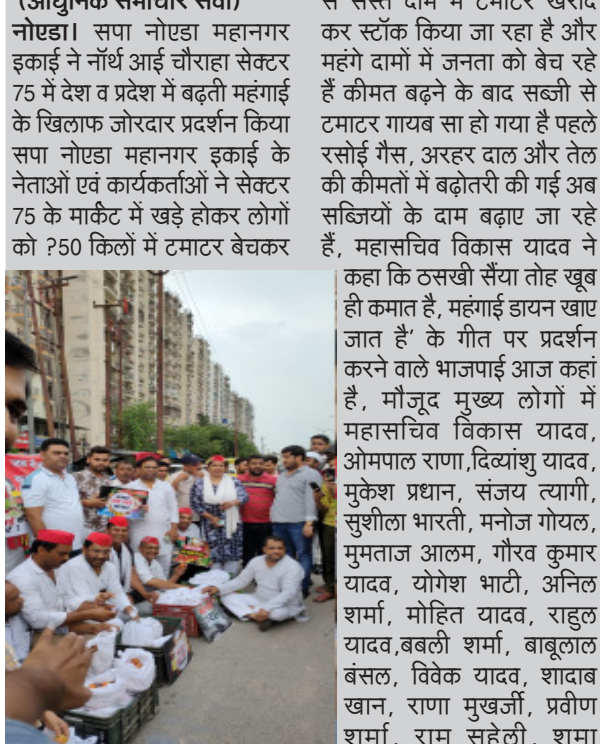 (आधुनिक समाचार सेवा)
नोएडा। सपा नोएडा महानगर
इकाई ने नॉर्थ आई चौराहा सेक्टर
75 में देश व प्रदेश में बढ़ती महंगाई
के खिलाफ जोरदार प्रदर्शन किया
सपा नोएडा महानगर इकाई के
नेताओं एवं कार्यकर्ताओं ने सेक्टर
75 के मार्केट में खड़े होकर लोगों
को ?50 किलों में टमाटर बेचकर
से सस्ते दाम में टमाटर खरीद
कर स्टॉक किया जा रहा है और
महंगे दामों में जनता को बेच रहे
हैं कीमत बढ़ने के बाद सब्जी से
टमाटर गायब सा हो गया है पहले
रसोई गैस, अरहर दाल और तेल
की कीमतों में बढ़ोतरी की गई अब
सब्जियों के दाम बढ़ाए जा रहे
हैं, महासचिव विकास यादव ने
कहा कि ठसखी सैंया तोह खूब
ही कमात है, महंगाई डायन खाए
जात है’ के गीत पर प्रदर्शन
करने वाले भाजपाई आज कहां
है, मौजूद मुख्य लोगों में
महासचिव विकास यादव,
ओमपाल राणा,दिव्यांशु यादव,
मुकेश प्रधान, संजय त्यागी,
सुशीला भारती, मनोज गोयल,
मुमताज आलम, गौरव कुमार
यादव, योगेश भाटी, अनिल
शर्मा, मोहित यादव, राहुल
यादव,बबली शर्मा, बाबूलाल
बंसल, विवेक यादव, शादाब
खान, राणा मुखर्जी, प्रवीण
शर्मा, राम सहेली, शमा